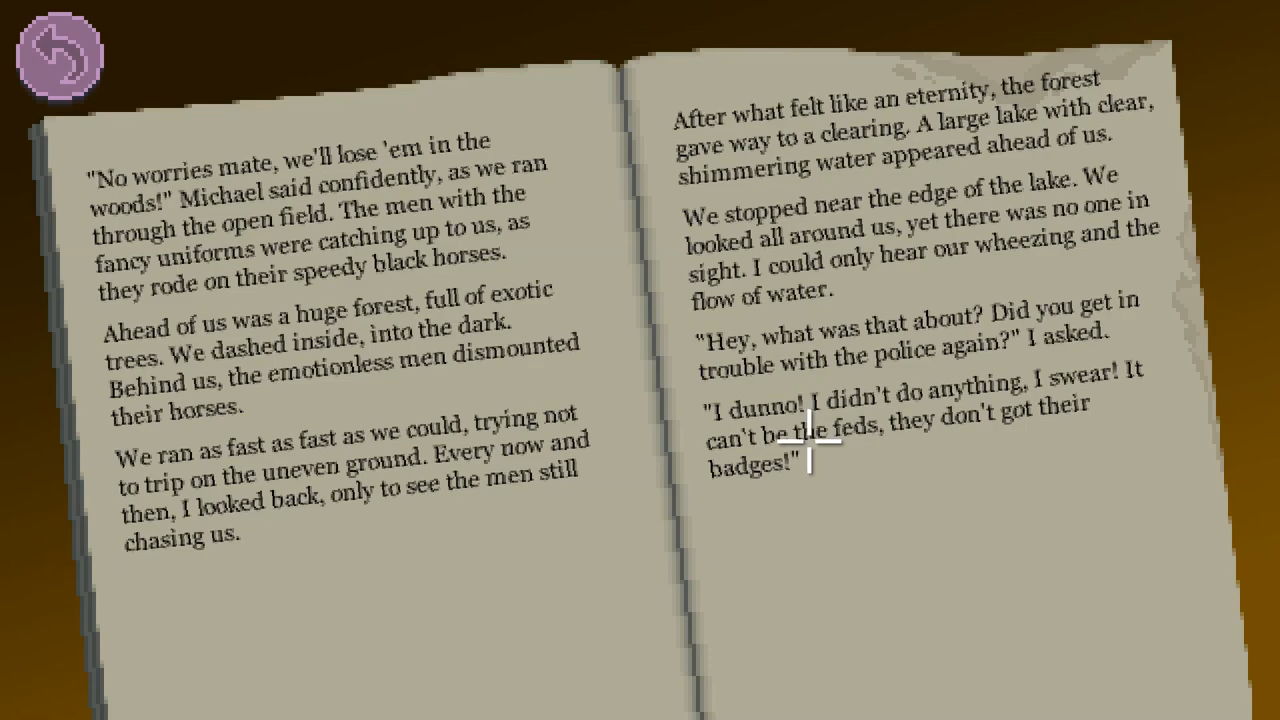 "No worries mate, we'll lose 'em in the
woods!" Michael said confidently, as we ran
through the open field. The men with the
fancy uniforms were catching up to us, as
they rode on their speedy black horses.
Ahead of us was a huge forest, full of exotic
trees. We dashed inside, into the dark.
Behind us, the emotionless men dismounted
their horses.
We ran as fast as fast as we could, trying not
to trip on the uneven ground. Every now and
then, I looked back, only to see the men still
chasing us.
After what felt like an eternity, the forest
gave way to a clearing. A large lake with clear,
shimmering water appeared ahead of us.
We stopped near the edge of the lake. We
looked all around us, yet there was no one in
sight. I could only hear our wheezing and the
flow of water.
"Hey, what was that about? Did you get in
trouble with the police again?" I asked.
"I dunno! I didn't do anything, I swear! It
can't be the feds, they don't got their
badges!"